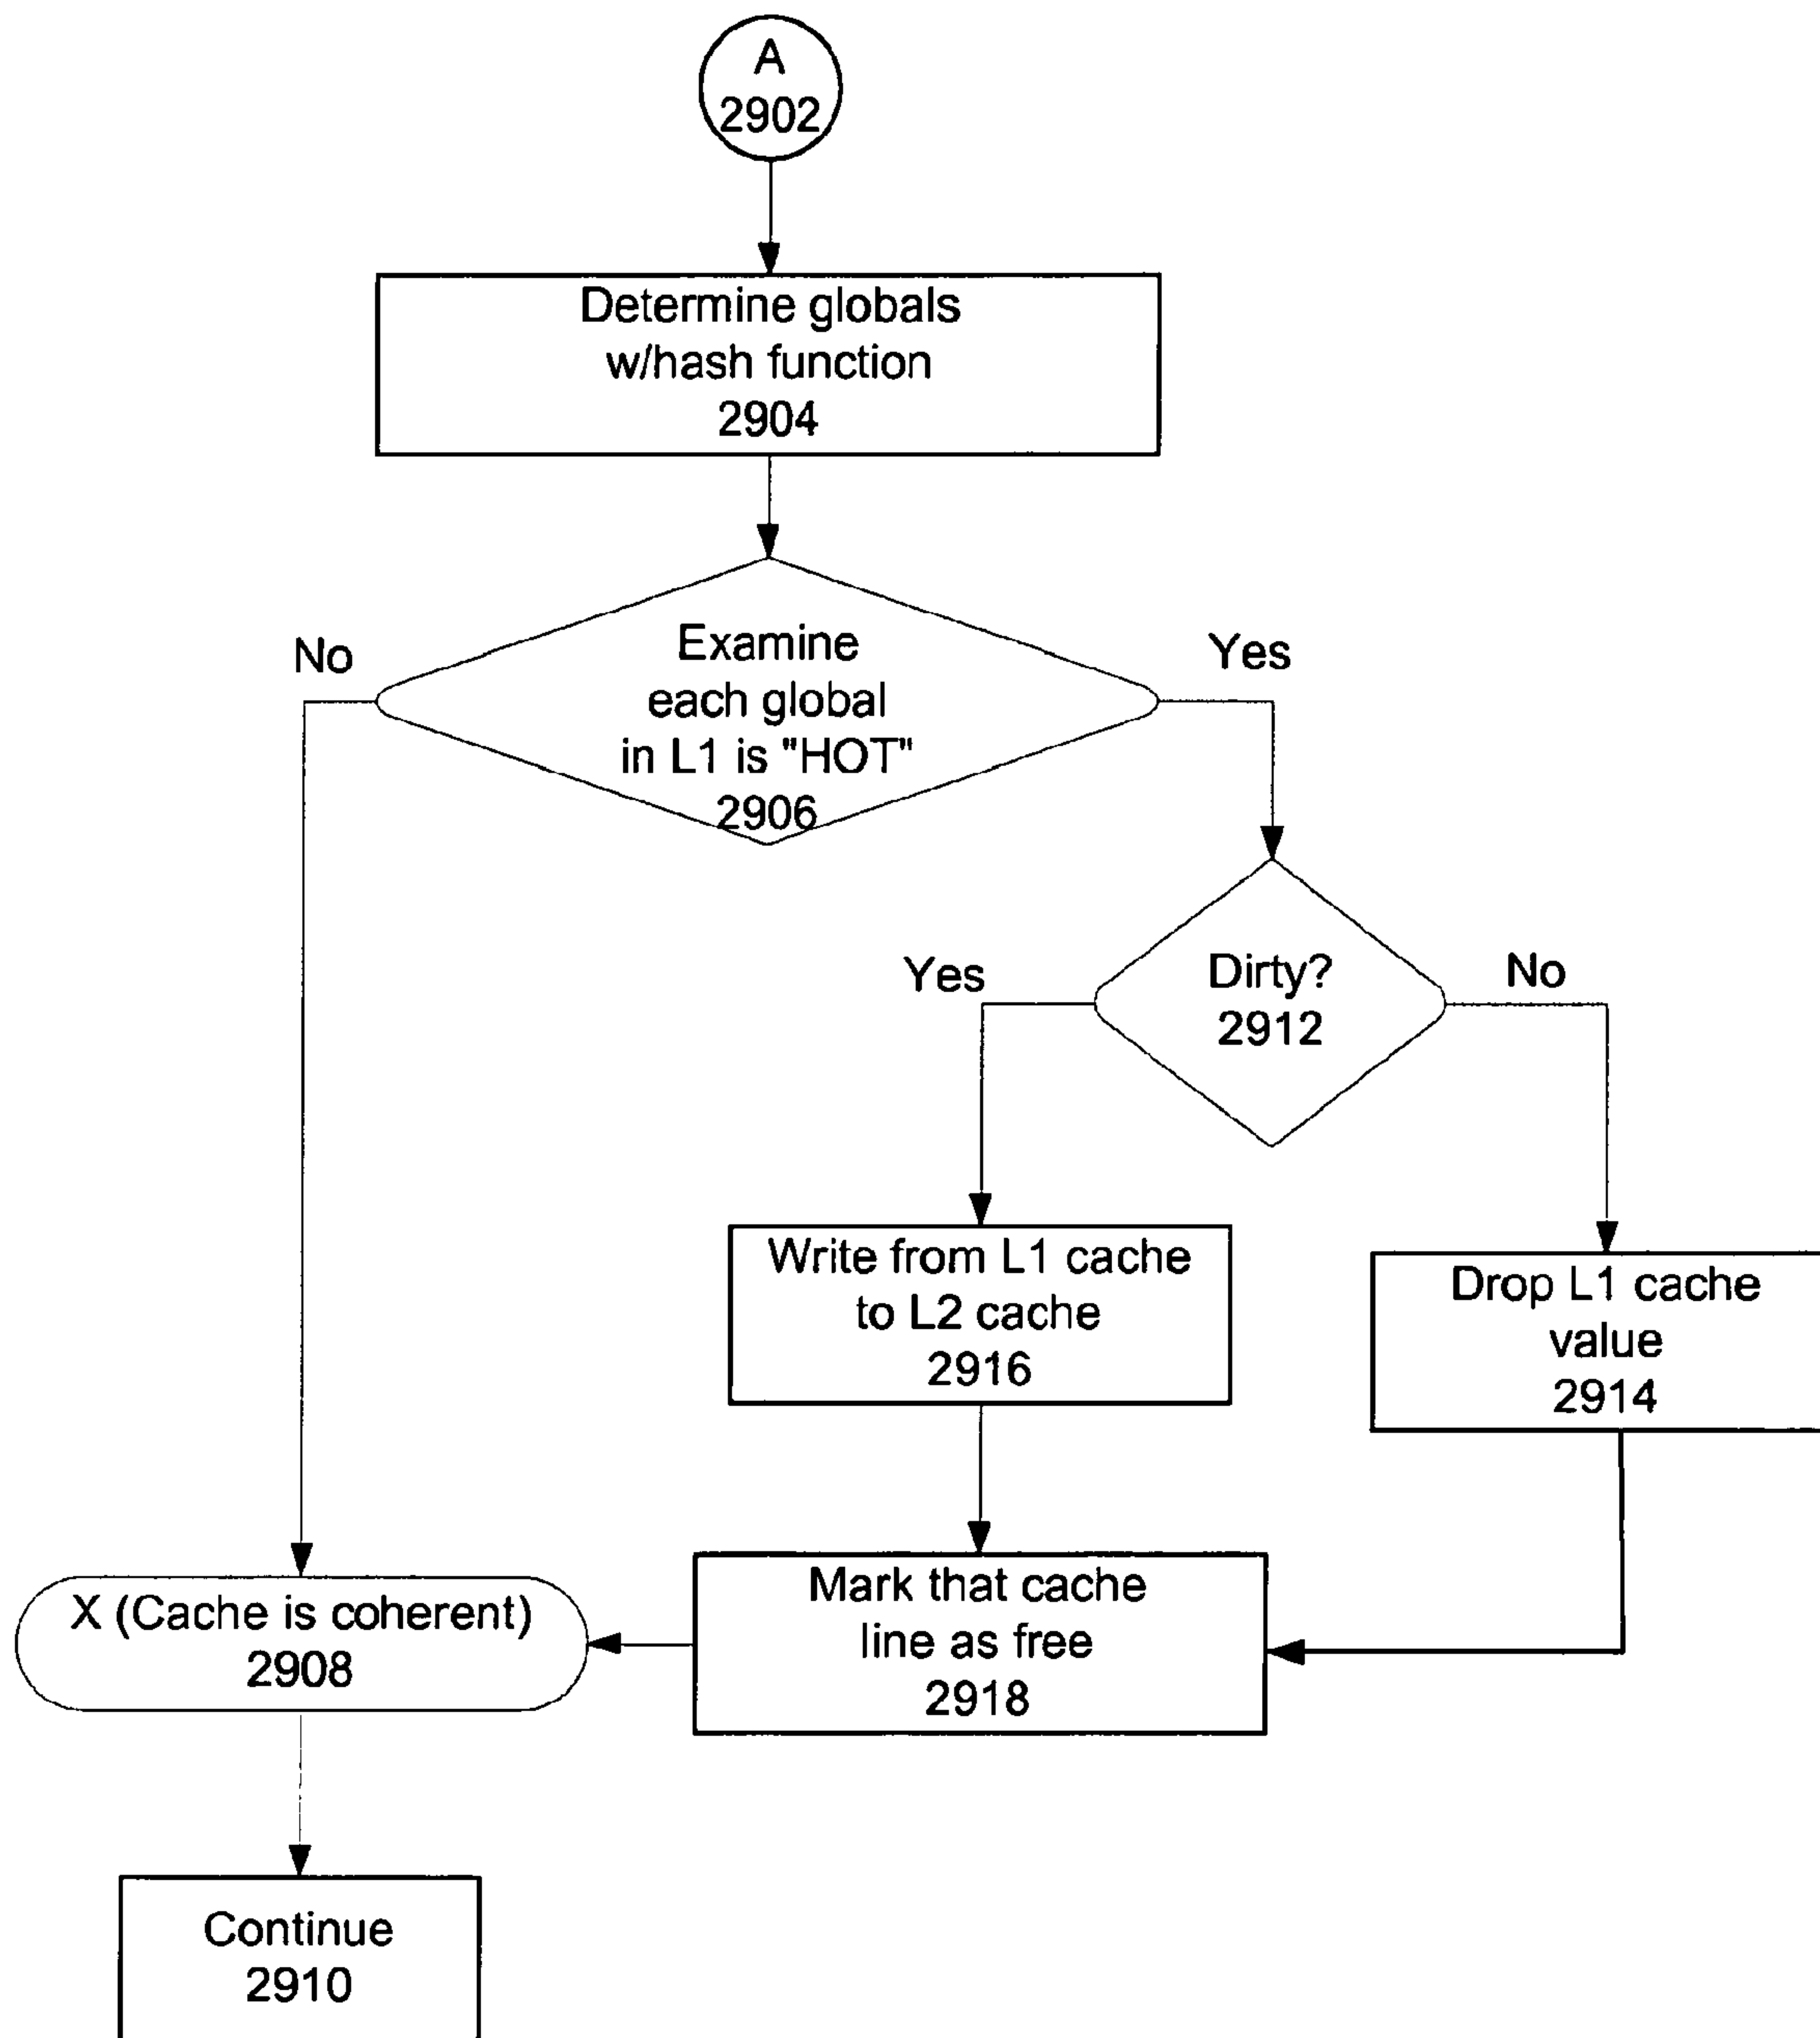 A
2902
Determine globals
w/hash function
2904
No
Yes
Examine
each global
in L1 is "HOT"
2906
Yes
No
Dirty?
2912
Write from L1 cache
to L2 cache
2916
Drop L1 cache
value
2914
X (Cache is coherent)
2908
Mark that cache
line as free
2918
Continue
2910